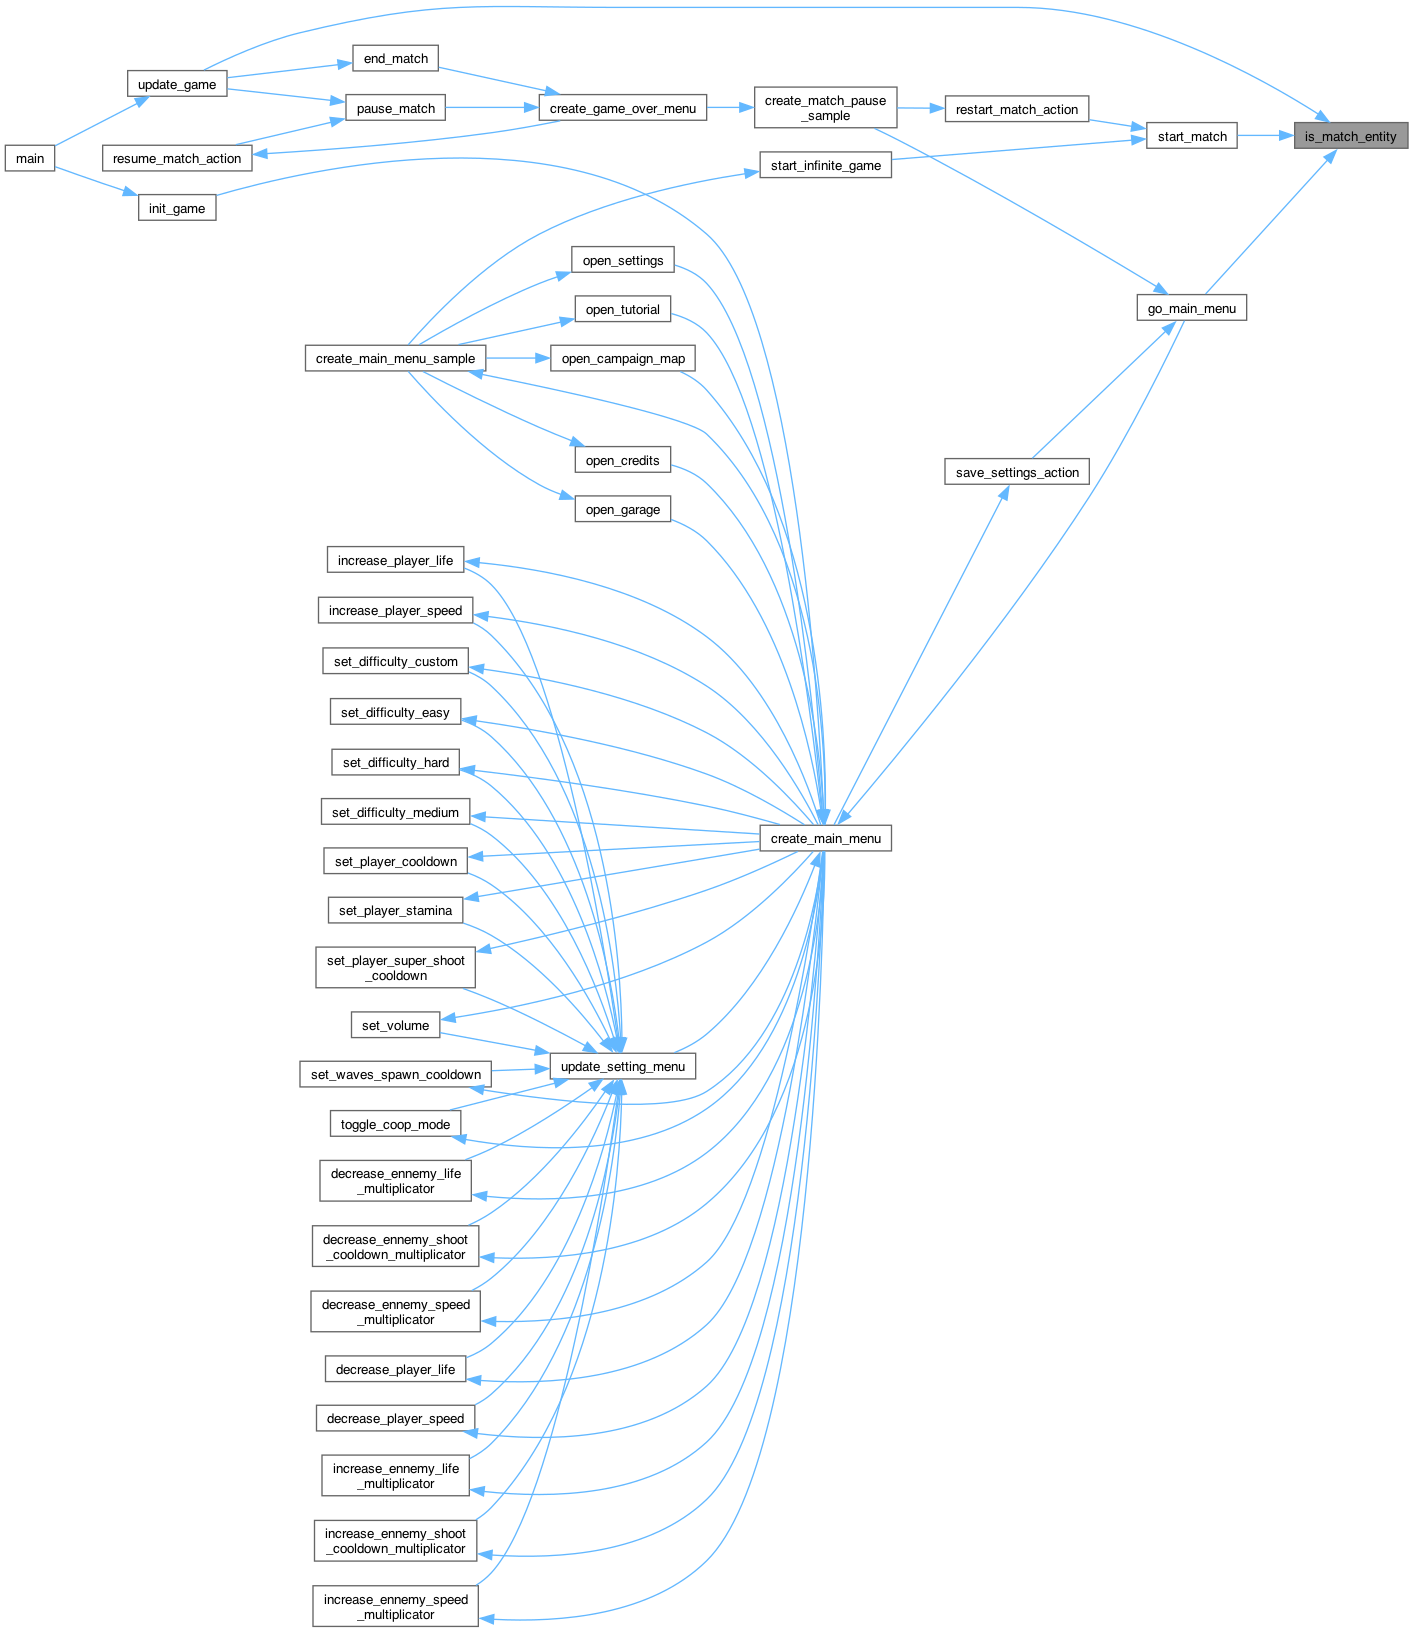 end_match
update_game
pause_match
create_game_over_menu
create_match_pause
_sample
restart_match_action
start_match
is_match_entity
main
resume_match_action
start_infinite_game
init_game
open_settings
open_tutorial
go_main_menu
create_main_menu_sample
open_campaign_map
open_credits
save_settings_action
open_garage
increase_player_life
increase_player_speed
set_difficulty_custom
set_difficulty_easy
set_difficulty_hard
set_difficulty_medium
create_main_menu
set_player_cooldown
set_player_stamina
set_player_super_shoot
_cooldown
set_volume
update_setting_menu
set_waves_spawn_cooldown
toggle_coop_mode
decrease_ennemy_life
_multiplicator
decrease_ennemy_shoot
_cooldown_multiplicator
decrease_ennemy_speed
_multiplicator
decrease_player_life
decrease_player_speed
increase_ennemy_life
_multiplicator
increase_ennemy_shoot
_cooldown_multiplicator
increase_ennemy_speed
_multiplicator